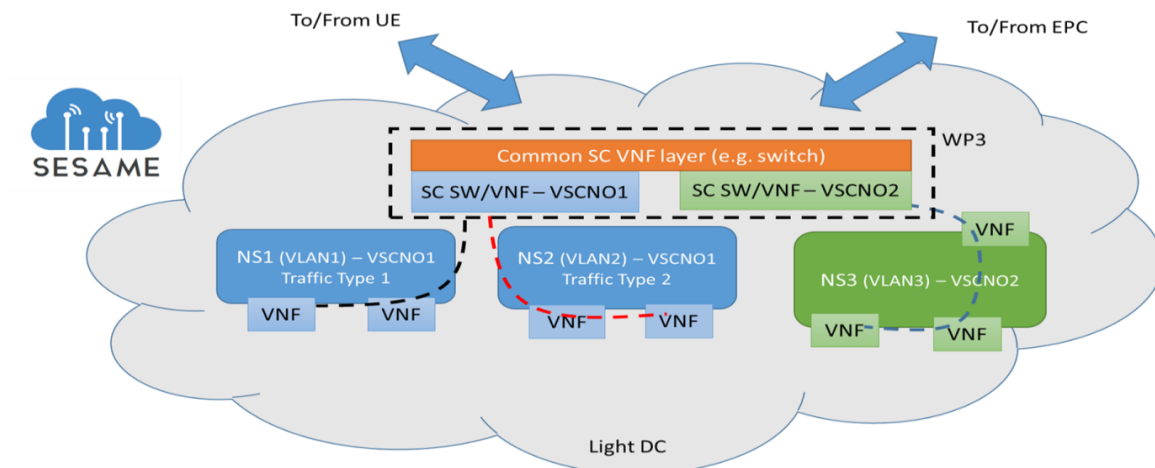 To/From UE
To/From EPC
SESAME
WP3
Common SC VNF layer (e.g. switch)
SC SW/VNF – VSCNO1
SC SW/VNF – VSCNO2
NS1 (VLAN1) – VSCNO1
Traffic Type 1
VNF
VNF
NS2 (VLAN2) – VSCNO1
Traffic Type 2
VNF
VNF
VNF
NS3 (VLAN3) – VSCNO2
VNF
VNF
Light DC